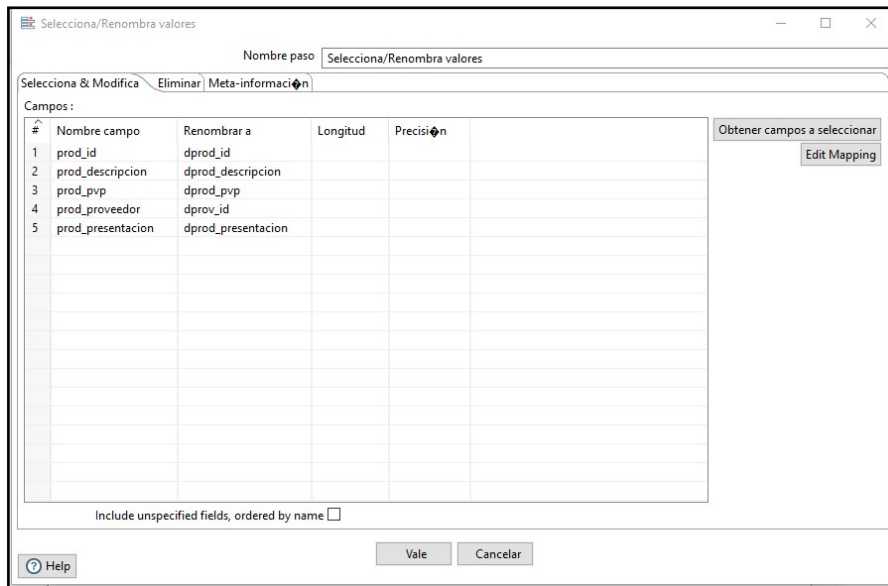 Selecciona/Renombra valores
Nombre paso Selecciona/Renombra valores
Selecciona & Modifica Eliminar Meta-informaci�n
Campos :
# Nombre campo Renombrar a Longitud Precisi�n
Obtener campos a seleccionar
1 prod_id dprod_id
Edit Mapping
2 prod_descripcion dprod_descripcion
3 prod_pvp dprod_pvp
4 prod_proveedor dprov_id
5 prod_presentacion dprod_presentacion
Include unspecified fields, ordered by name
Vale Cancelar
? Help